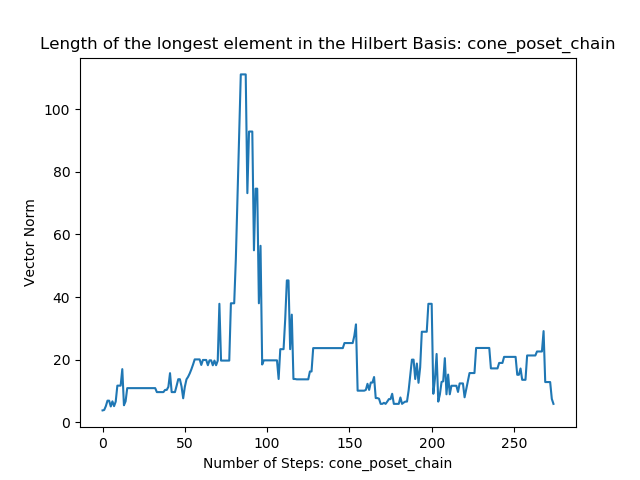 Length of the longest element in the Hilbert Basis: cone_poset_chain
Vector Norm
100
80
60
40
20
0
0 50 100 150 200 250
Number of Steps: cone_poset_chain